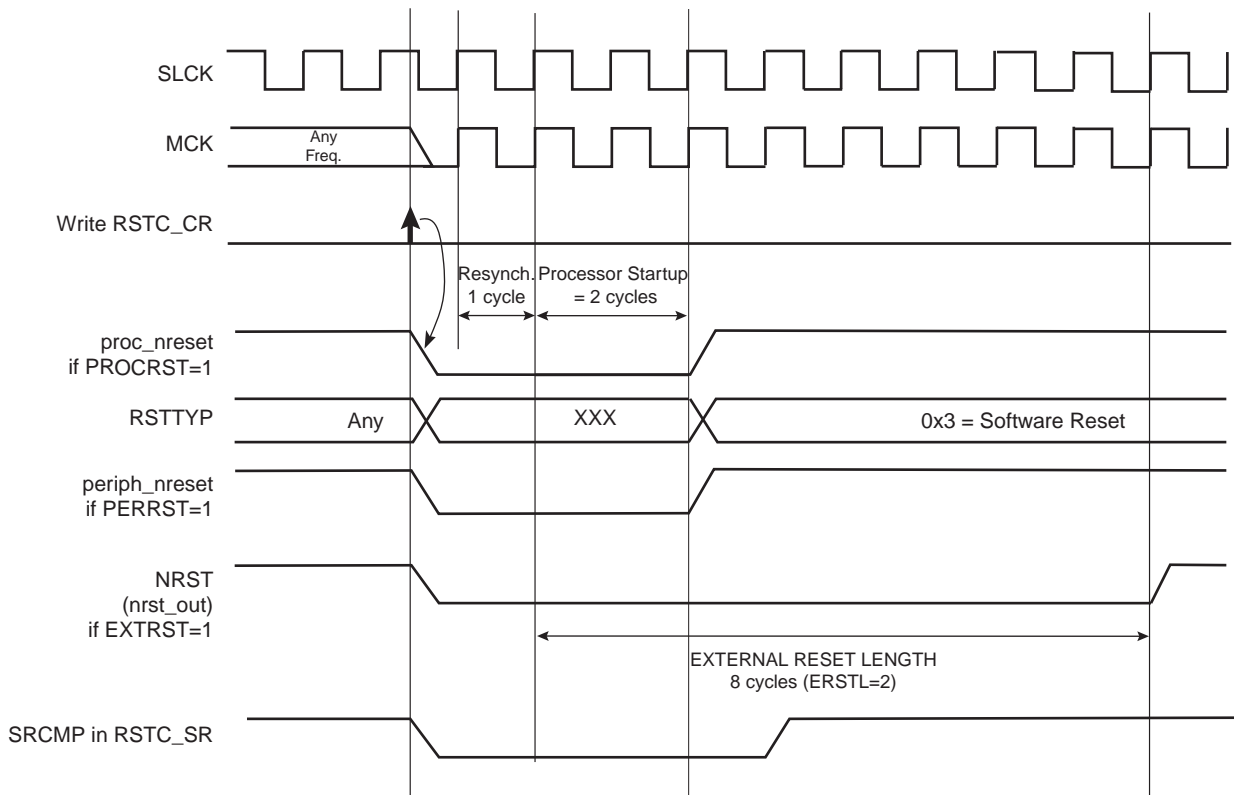 SLCK
MCK
Any
Freq.
Write RSTC_CR
Resynch.
1 cycle
Processor Startup
= 2 cycles
proc_nreset
if PROCRST=1
RSTTYP
Any
XXX
0x3 = Software Reset
periph_nreset
if PERRST=1
NRST
(nrst_out)
if EXTRST=1
EXTERNAL RESET LENGTH
8 cycles (ERSTL=2)
SRCMP in RSTC_SR